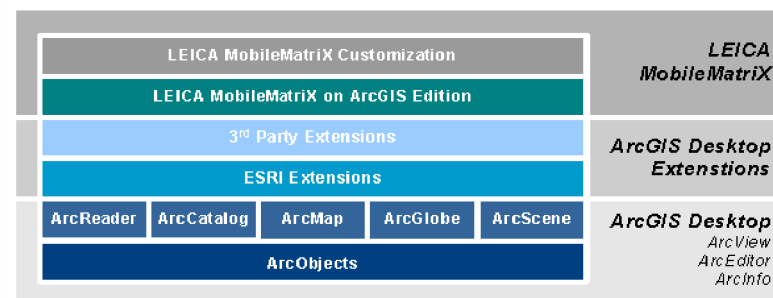 LEICA MobileMatriX Customization
LEICA MobileMatriX on ArcGIS Edition
LEICA
MobileMatriX
3rd Party Extensions
ESRI Extensions
ArcGIS Desktop
Extenstions
ArcReader ArcCatalog ArcMap ArcGlobe ArcScene
ArcObjects
ArcGIS Desktop
ArcView
ArcEditor
ArcInfo